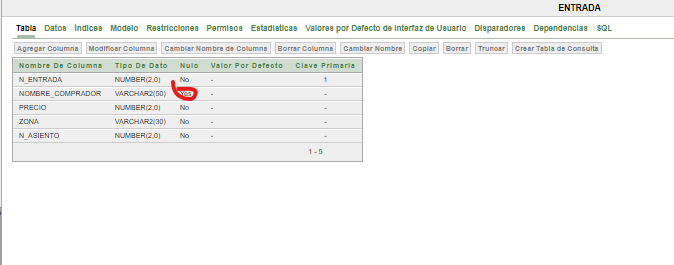 ENTRADA
Tabla Datos Índices Modelo Restricciones Permisos Estadísticas Valores por Defecto de Interfaz de Usuario Disparadores Dependencias SQL
Agregar Columna Modificar Columna Cambiar Nombre de Columna Borrar Columna Cambiar Nombre Copiar Borrar Truncar Crear Tabla de Consulta
Nombre De Columna Tipo De Dato Nulo Valor Por Defecto Clave Primaria
N_ENTRADA NUMBER(2,0) No - 1
NOMBRE_COMPRADOR VARCHAR2(50) Yes - -
PRECIO NUMBER(2,0) No - -
ZONA VARCHAR2(30) No - -
N_ASIENTO NUMBER(2,0) No - -
1 - 5